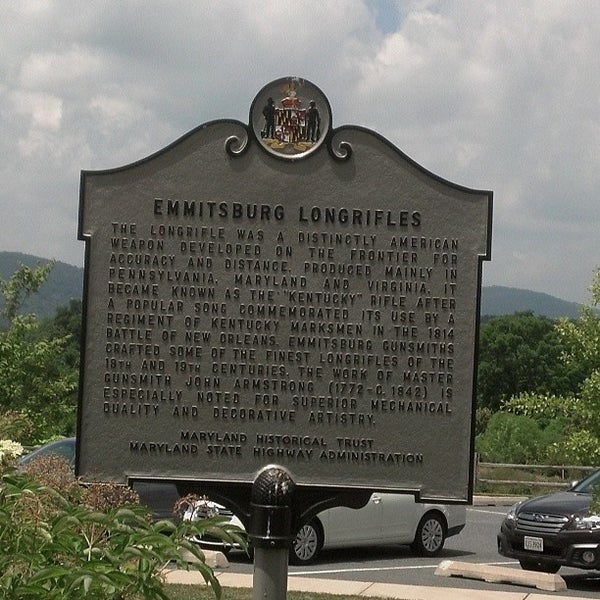 EMMITSBURG LONGRIFLES
THE LONGRIFLE WAS A DISTINCTLY AMERICAN
WEAPON DEVELOPED ON THE FRONTIER FOR
ACCURACY AND DISTANCE. PRODUCED MAINLY IN
PENNSYLVANIA, MARYLAND AND VIRGINIA, IT
BECAME KNOWN AS THE "KENTUCKY" RIFLE AFTER
A POPULAR SONG COMMEMORATED ITS USE BY A
REGIMENT OF KENTUCKY MARKSMEN IN THE 1814
BATTLE OF NEW ORLEANS. EMMITSBURG GUNSMITHS
CRAFTED SOME OF THE FINEST LONGRIFLES OF THE
18TH AND 19TH CENTURIES. THE WORK OF MASTER
GUNSMITH JOHN ARMSTRONG (1772-C. 1842) IS
ESPECIALLY NOTED FOR SUPERIOR MECHANICAL
QUALITY AND DECORATIVE ARTISTRY.
MARYLAND HISTORICAL TRUST
MARYLAND STATE HIGHWAY ADMINISTRATION